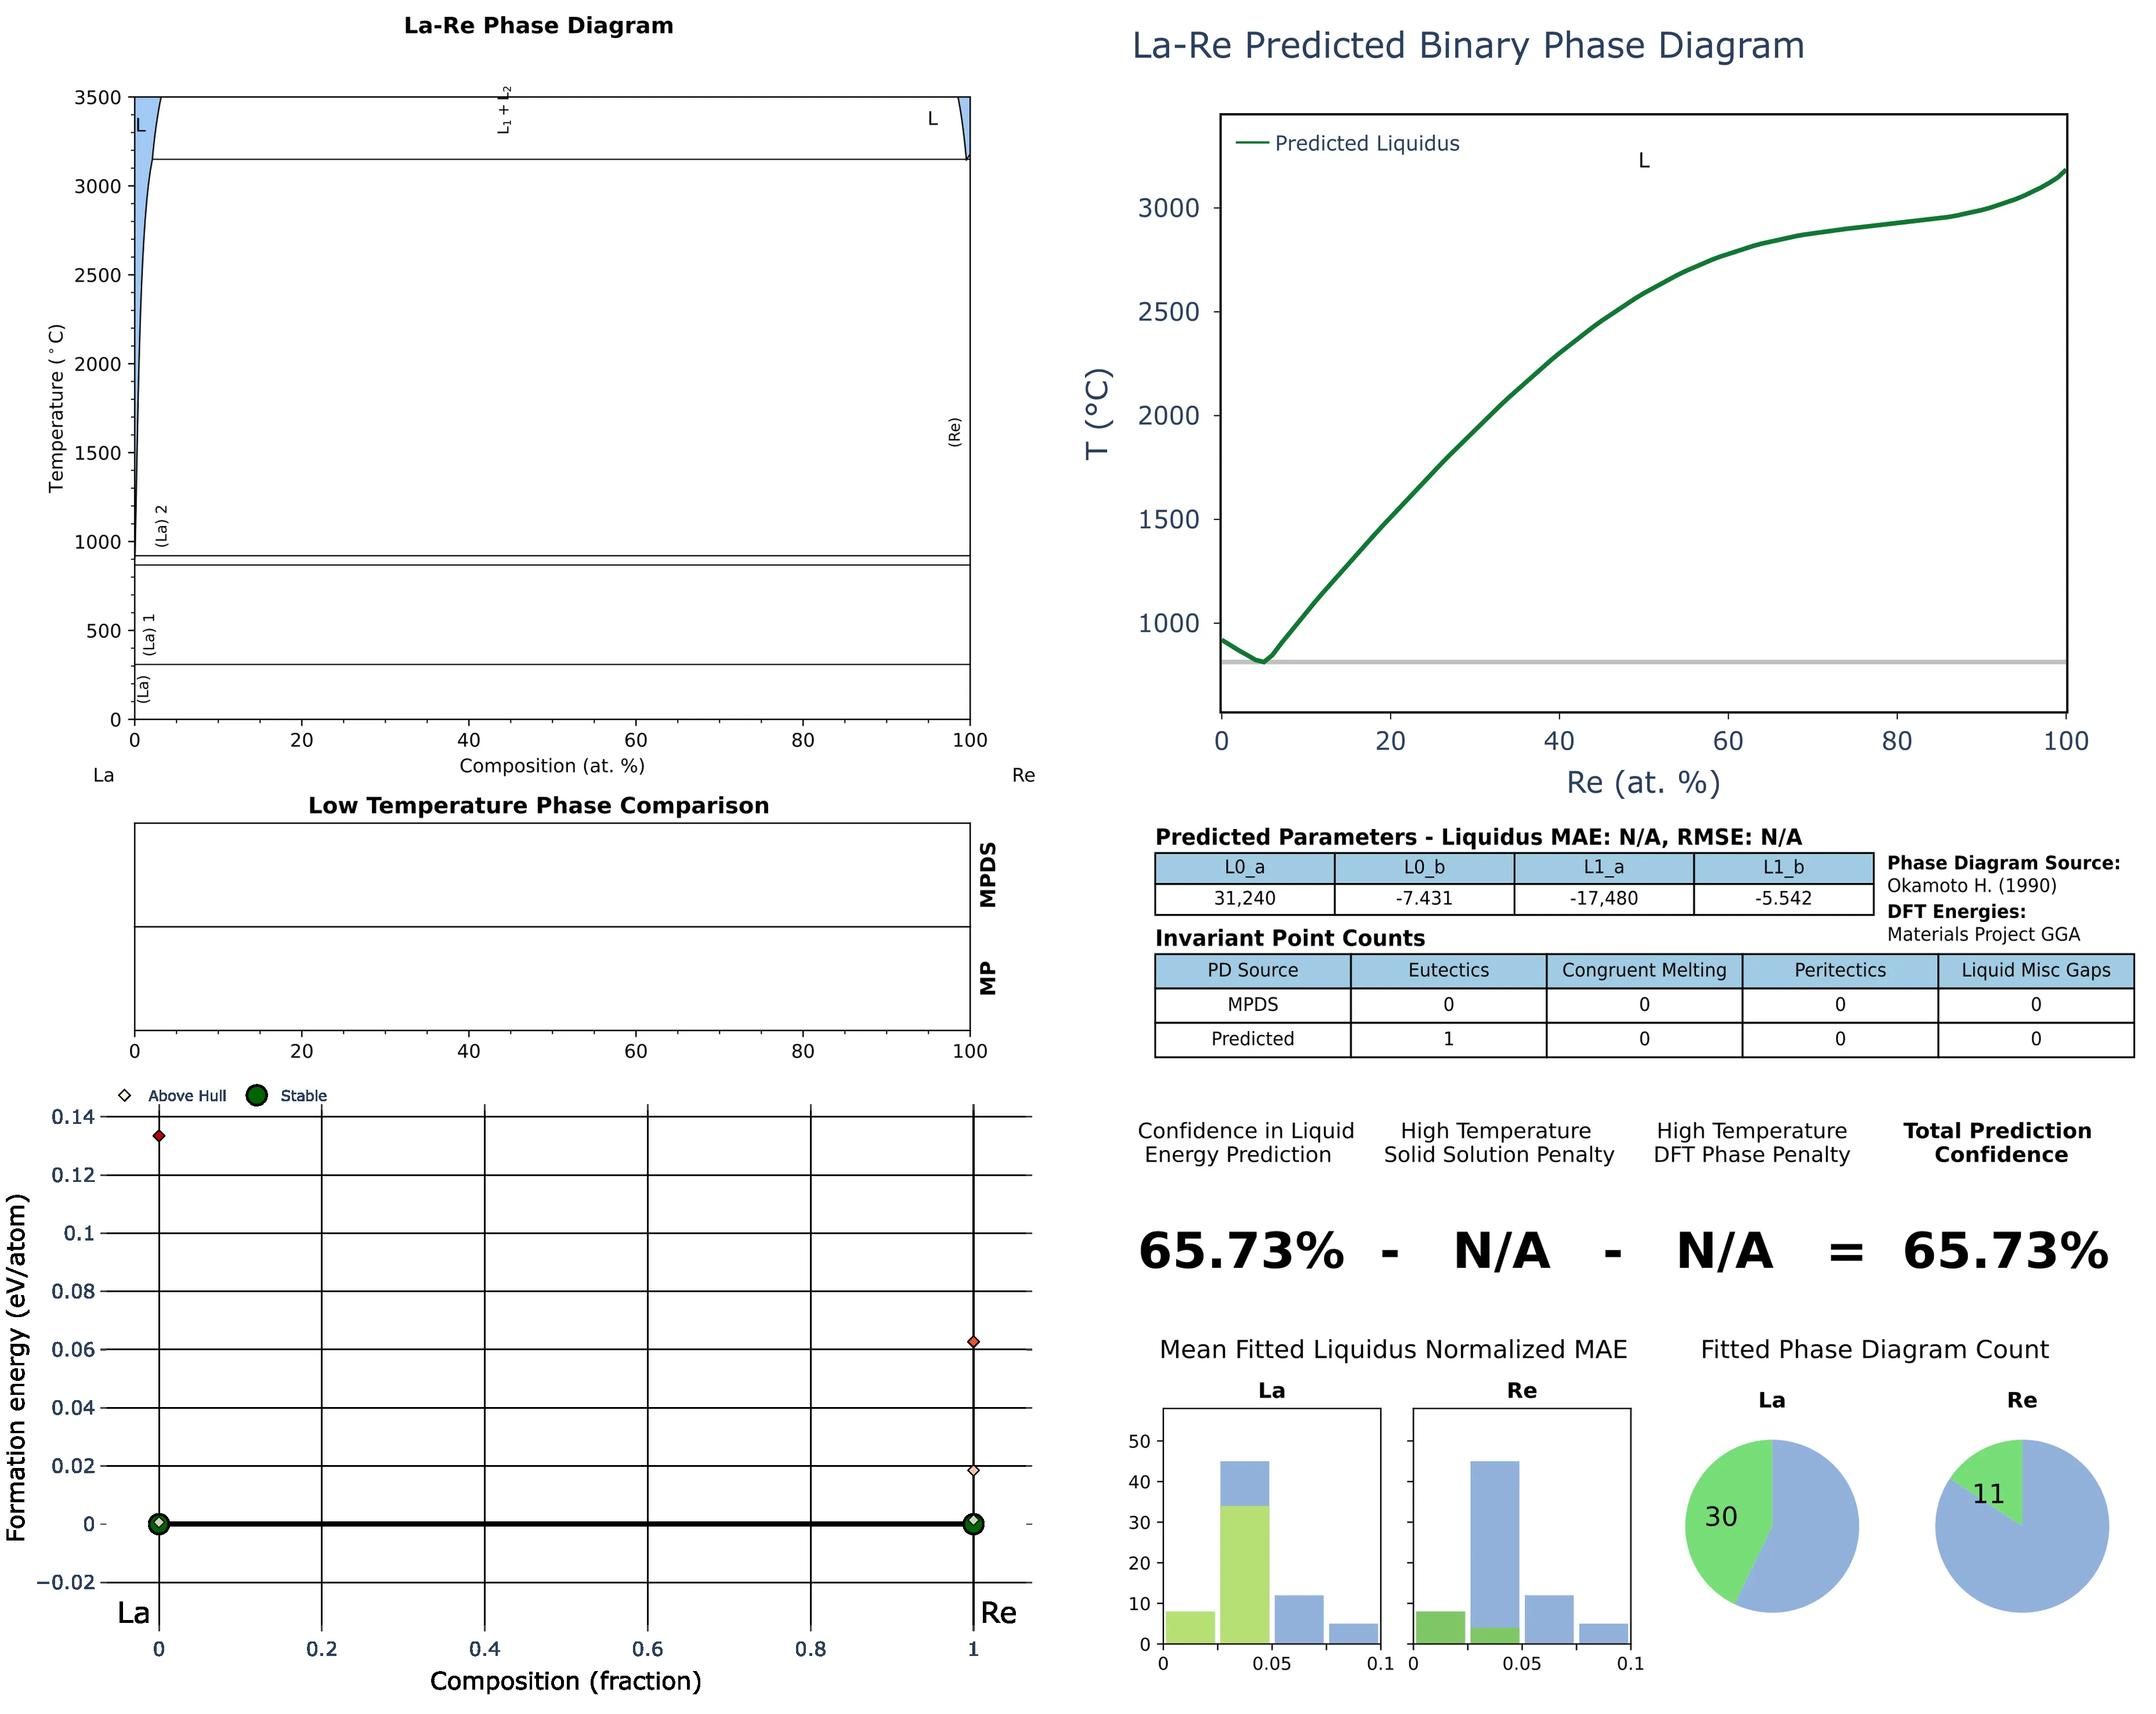 La-Re Phase Diagram
3500
3000
2500
2000
1500
1000
500
0
Temperature (°C)
L
L₁ + L₂
L
(Re)
(La) 2
(La) 1
(La)
0 20 40 60 80 100
Composition (at. %)
La Re
Low Temperature Phase Comparison
MPDS
MP
0 20 40 60 80 100
Above Hull Stable
0.14
0.12
0.1
0.08
0.06
0.04
0.02
0
−0.02
Formation energy (eV/atom)
La Re
0 0.2 0.4 0.6 0.8 1
Composition (fraction)
La-Re Predicted Binary Phase Diagram
Predicted Liquidus
L
3000
2500
2000
1500
1000
T (°C)
0 20 40 60 80 100
Re (at. %)
Predicted Parameters - Liquidus MAE: N/A, RMSE: N/A
L0_a L0_b L1_a L1_b
31,240 -7.431 -17,480 -5.542
Phase Diagram Source:
Okamoto H. (1990)
DFT Energies:
Materials Project GGA
Invariant Point Counts
PD Source Eutectics Congruent Melting Peritectics Liquid Misc Gaps
MPDS 0 0 0 0
Predicted 1 0 0 0
Confidence in Liquid
Energy Prediction
High Temperature
Solid Solution Penalty
High Temperature
DFT Phase Penalty
Total Prediction
Confidence
65.73% - N/A - N/A = 65.73%
Mean Fitted Liquidus Normalized MAE
La Re
50
40
30
20
10
0
0 0.05 0.1 0 0.05 0.1
Fitted Phase Diagram Count
La Re
30 11